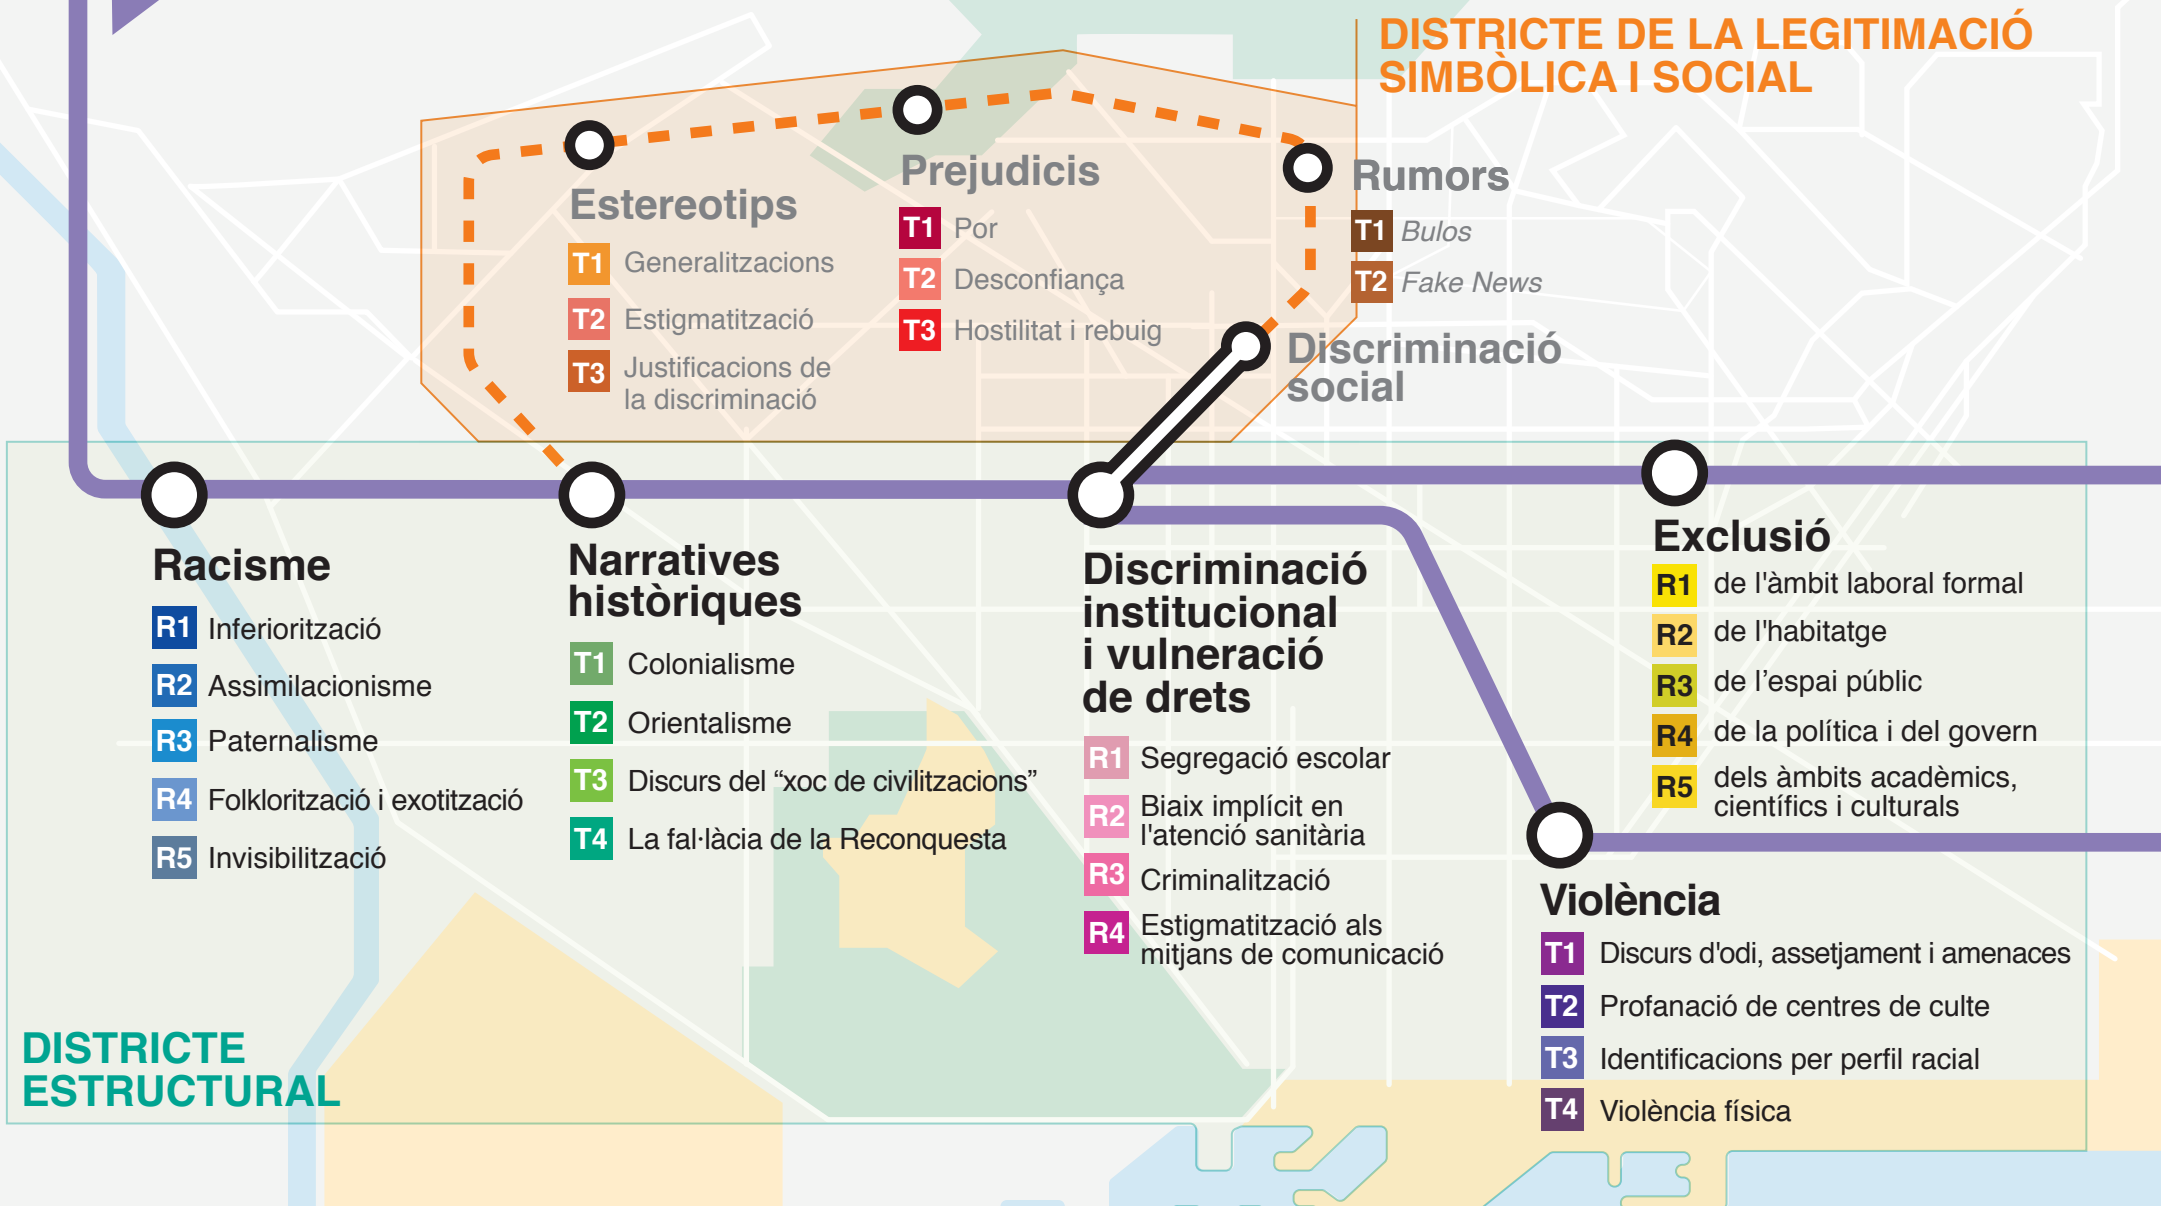 DISTRICTE DE LA LEGITIMACIÓ
SIMBÒLICA I SOCIAL
Estereotips
T1 Generalitzacions
T2 Estigmatització
T3 Justificacions de
la discriminació
Prejudicis
T1 Por
T2 Desconfiança
T3 Hostilitat i rebuig
Rumors
T1 Bulos
T2 Fake News
Discriminació
social
Racisme
R1 Inferiorització
R2 Assimilacionisme
R3 Paternalisme
R4 Folklorització i exotització
R5 Invisibilització
Narratives
històriques
T1 Colonialisme
T2 Orientalisme
T3 Discurs del “xoc de civilitzacions”
T4 La fal·làcia de la Reconquesta
Discriminació
institucional
i vulneració
de drets
R1 Segregació escolar
R2 Biaix implícit en
l'atenció sanitària
R3 Criminalització
R4 Estigmatització als
mitjans de comunicació
Exclusió
R1 de l'àmbit laboral formal
R2 de l'habitatge
R3 de l’espai públic
R4 de la política i del govern
R5 dels àmbits acadèmics,
científics i culturals
Violència
T1 Discurs d'odi, assetjament i amenaces
T2 Profanació de centres de culte
T3 Identificacions per perfil racial
T4 Violència física
DISTRICTE
ESTRUCTURAL